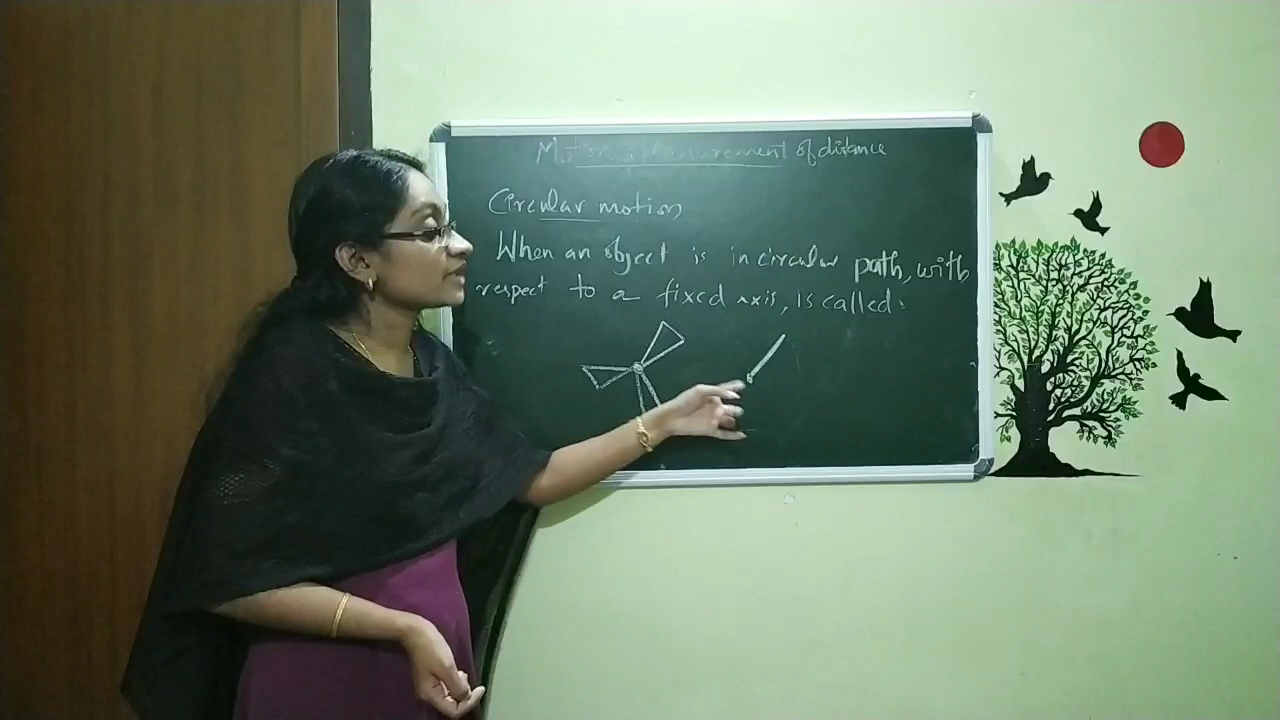 Motion & Measurement of distance
Circular motion
When an object is in circular path, with
respect to a fixed axis, is called.